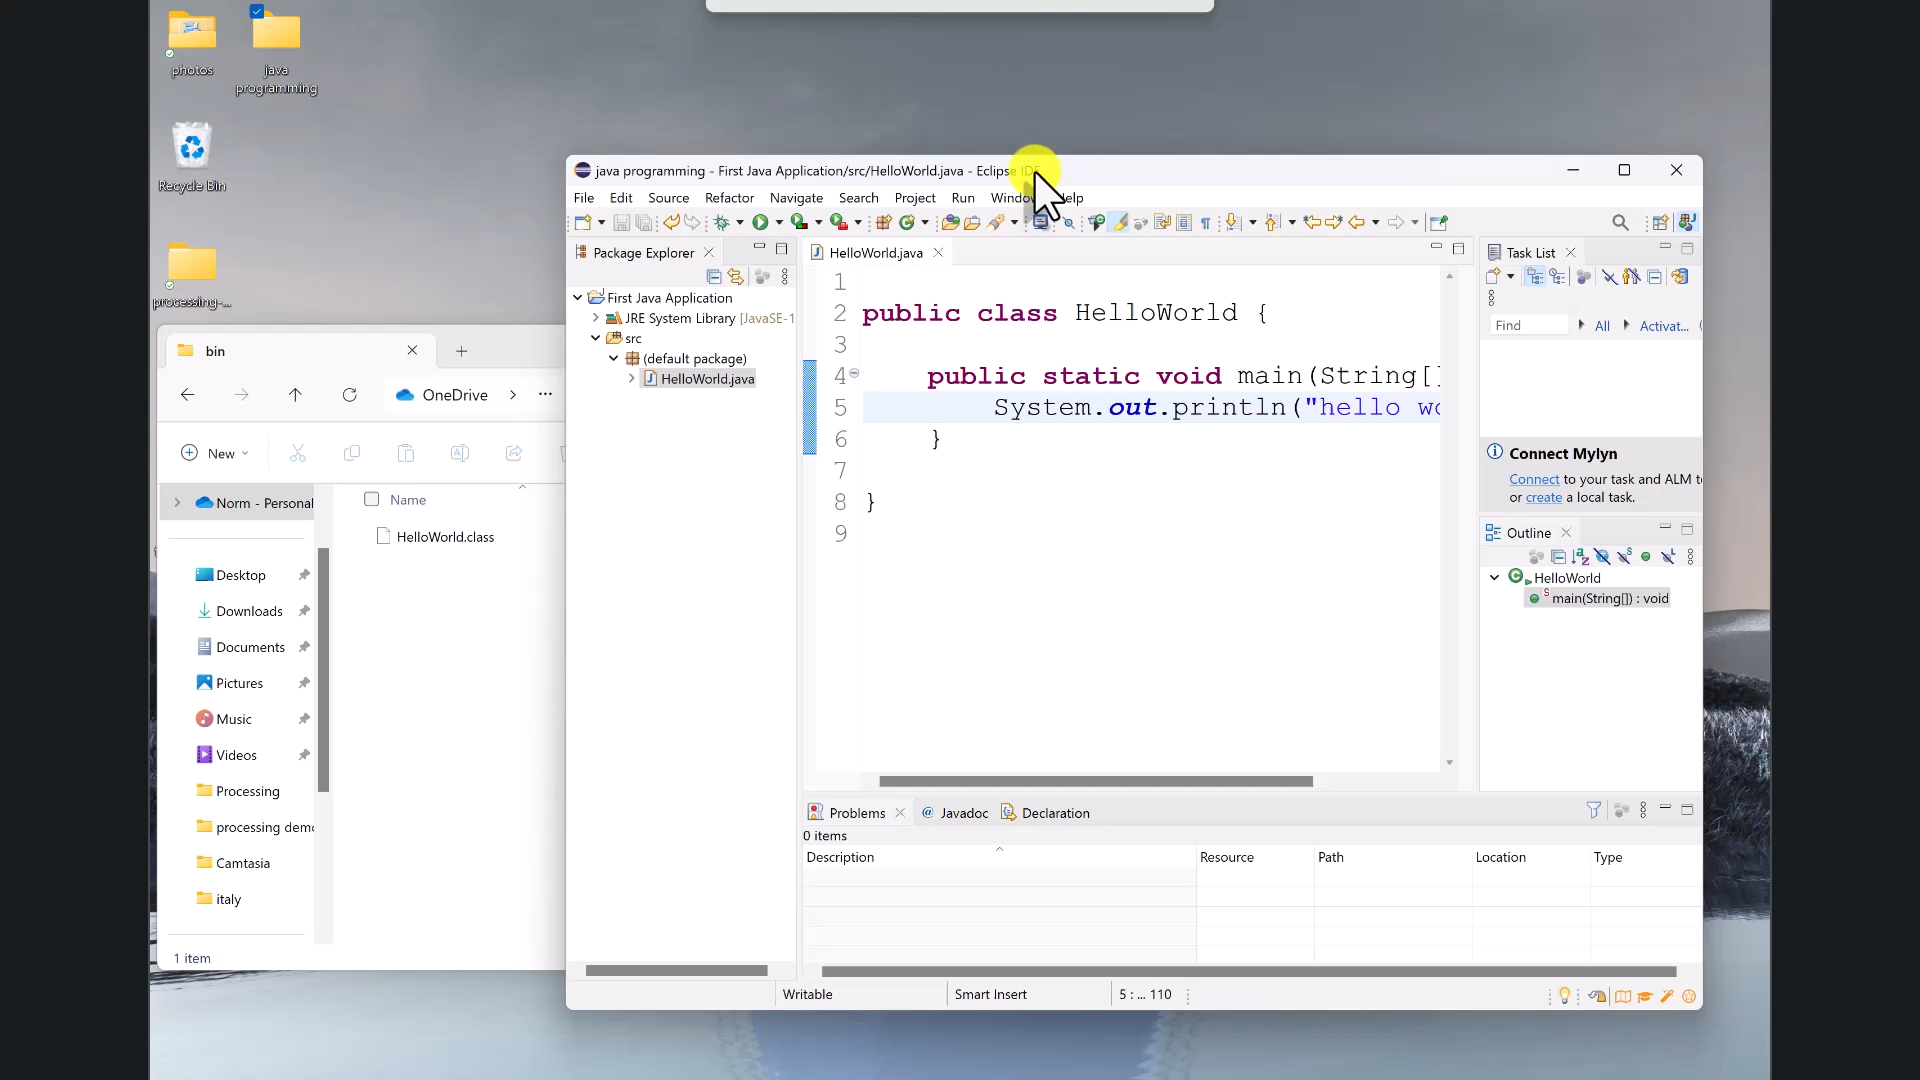 photos
java
programming
Recycle Bin
processing-...
bin
OneDrive
New
Norm - Personal
Name
HelloWorld.class
Desktop
Downloads
Documents
Pictures
Music
Videos
Processing
processing demo
Camtasia
italy
1 item
java programming - First Java Application/src/HelloWorld.java - Eclipse IDE
File Edit Source Refactor Navigate Search Project Run Window
Package Explorer
First Java Application
JRE System Library [JavaSE-1
src
(default package)
HelloWorld.java
HelloWorld.java
1
2 public class HelloWorld {
3
4 public static void main(String[]
5 System.out.println("hello
6 }
7
8 }
9
Task List
Find All Activat...
Connect Mylyn
Connect to your task and ALM
or create a local task.
Outline
HelloWorld
main(String[]) : void
Problems Javadoc Declaration
0 items
Description Resource Path Location Type
Writable Smart Insert 5 : ... 110